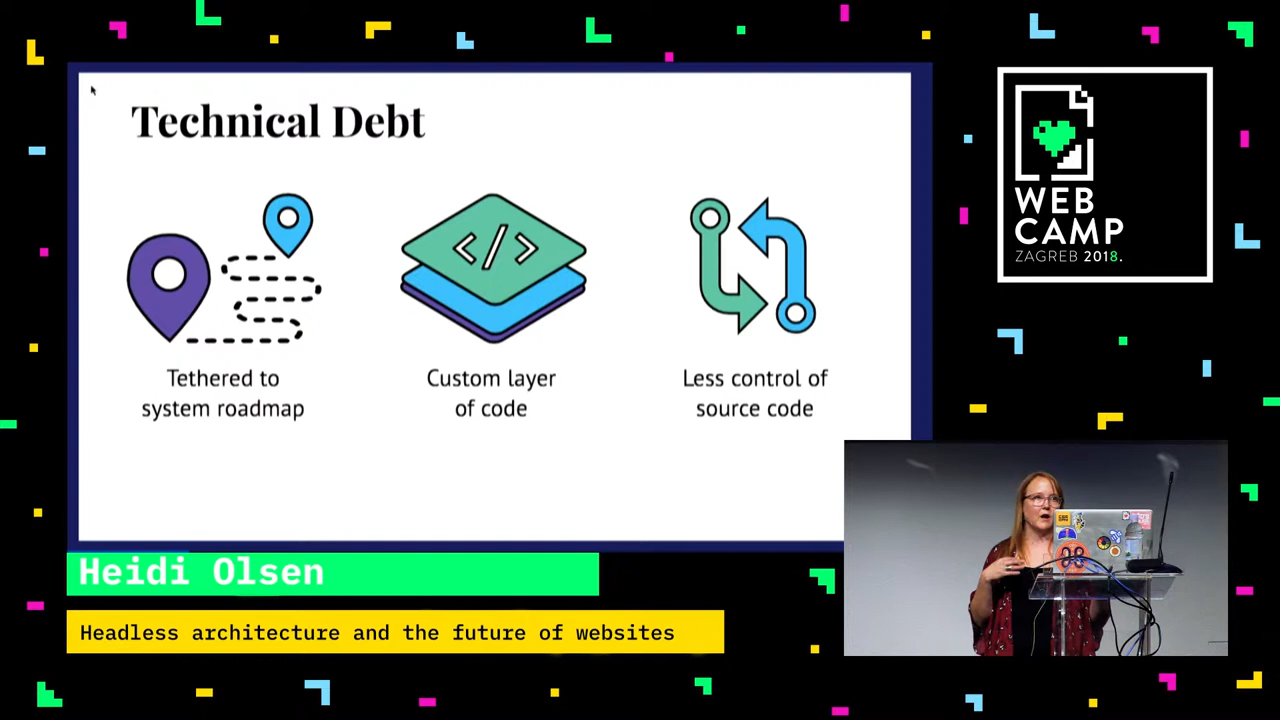 Technical Debt
</>
Tethered to
system roadmap
Custom layer
of code
Less control of
source code
WEB
CAMP
ZAGREB 2018.
Heidi Olsen
Headless architecture and the future of websites